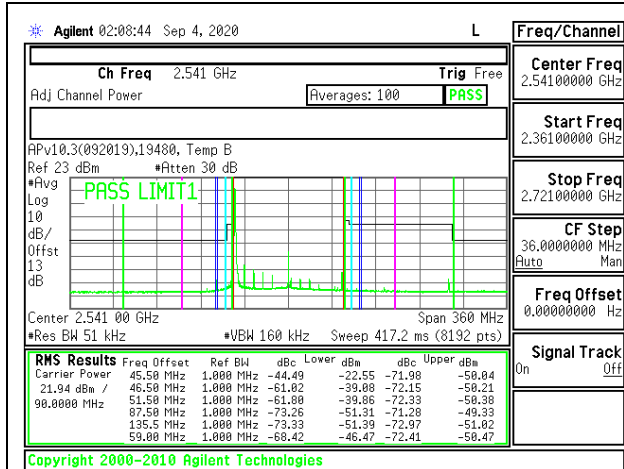 Agilent 02:08:44 Sep 4, 2020 L Freq/Channel
Ch Freq 2.541 GHz Trig Free
Adj Channel Power Averages: 100 PASS
Center Freq
2.54100000 GHz
Start Freq
2.36100000 GHz
Stop Freq
2.72100000 GHz
CF Step
36.0000000 MHz
Auto Man
Freq Offset
0.00000000 Hz
Signal Track
On Off
APv10.3(092019),19480, Temp B
Ref 23 dBm #Atten 30 dB
#Avg
Log
10
dB/
Offst
13
dB
PASS LIMIT1
Center 2.541 00 GHz Span 360 MHz
#Res BW 51 kHz #VBW 160 kHz Sweep 417.2 ms (8192 pts)
RMS Results Freq Offset Ref BW dBc Lower dBm dBc Upper dBm
Carrier Power 45.50 MHz 1.000 MHz -44.49 -22.55 -71.98 -50.04
21.94 dBm / 46.50 MHz 1.000 MHz -61.02 -39.08 -72.15 -50.21
90.0000 MHz 51.50 MHz 1.000 MHz -61.80 -39.86 -72.33 -50.38
87.50 MHz 1.000 MHz -73.26 -51.31 -71.28 -49.33
135.5 MHz 1.000 MHz -73.33 -51.39 -72.97 -51.02
59.00 MHz 1.000 MHz -68.42 -46.47 -72.41 -50.47
Copyright 2000-2010 Agilent Technologies